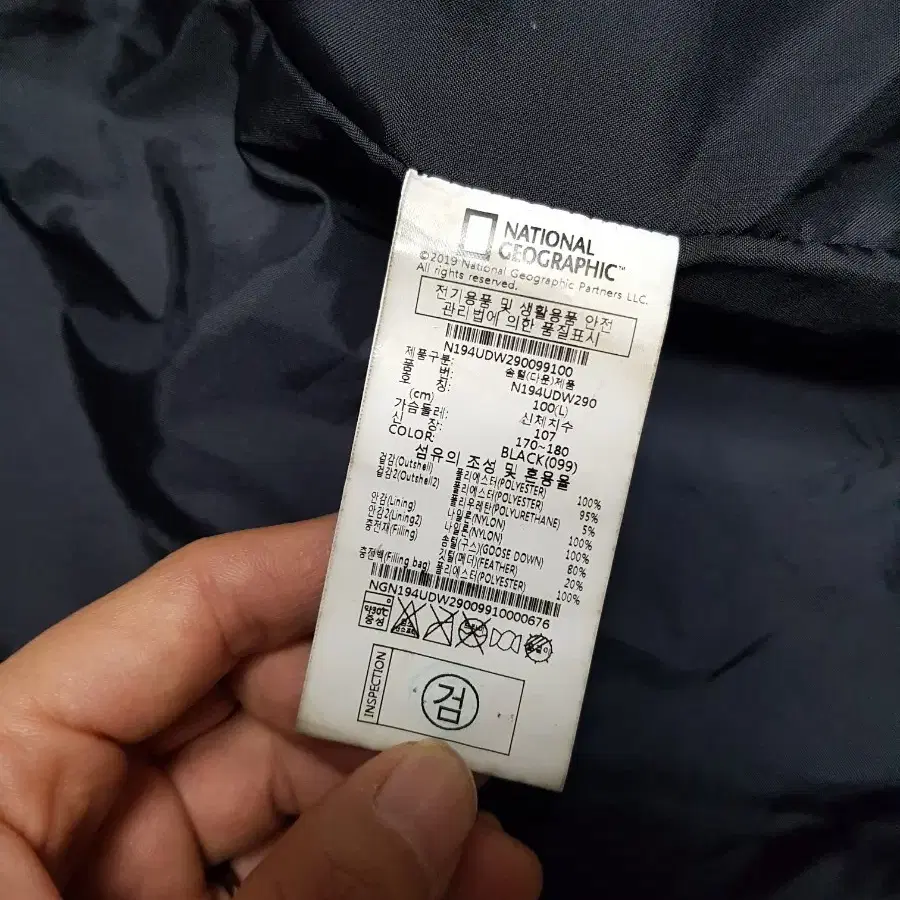 NATIONAL
GEOGRAPHIC™
©2019 National Geographic Partners LLC.
All rights reserved.
전기용품 및 생활용품 안전
관리법에 의한 품질표시
N194UDW290099100
제품구분: 솜털(다운)제품
품 번: N194UDW290
호 칭: 100(L)
(cm) 신체치수
가슴둘레: 107
신 장: 170~180
COLOR: BLACK(099)
섬유의 조성 및 혼용율
겉감(Outshell) 폴리에스터(POLYESTER) 100%
겉감2(Outshell2) 폴리에스터(POLYESTER) 95%
폴리우레탄(POLYURETHANE) 5%
안감(Lining) 나일론(NYLON) 100%
안감2(Lining2) 나일론(NYLON) 100%
충전재(Filling) 솜털(구스)(GOOSE DOWN) 80%
깃털(페더)(FEATHER) 20%
충전백(Filling bag) 폴리에스터(POLYESTER) 100%
NGN194UDW29009910000676
약30℃
중성
INSPECTION
검